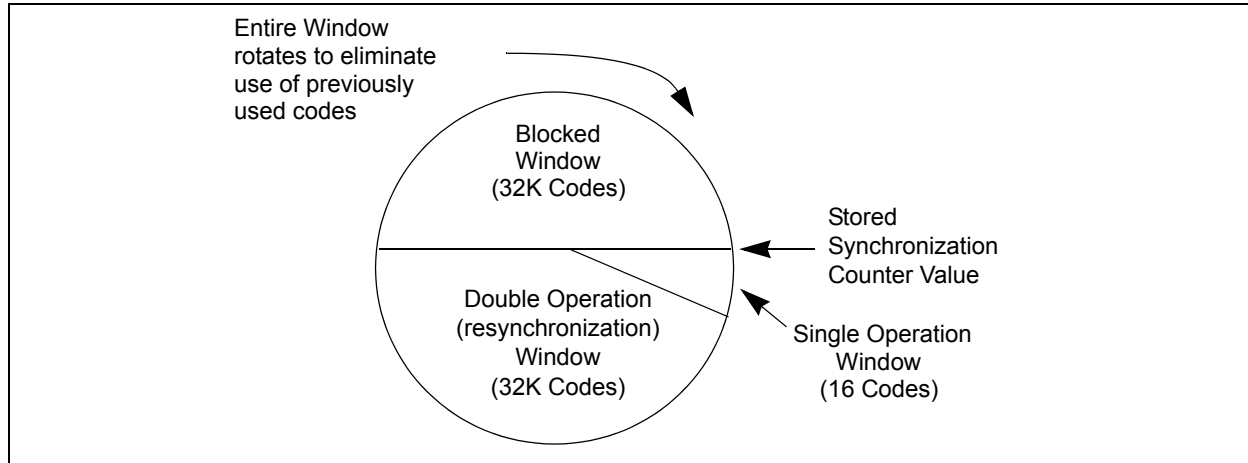 Entire Window
rotates to eliminate
use of previously
used codes
Blocked
Window
(32K Codes)
Stored
Synchronization
Counter Value
Double Operation
(resynchronization)
Window
(32K Codes)
Single Operation
Window
(16 Codes)